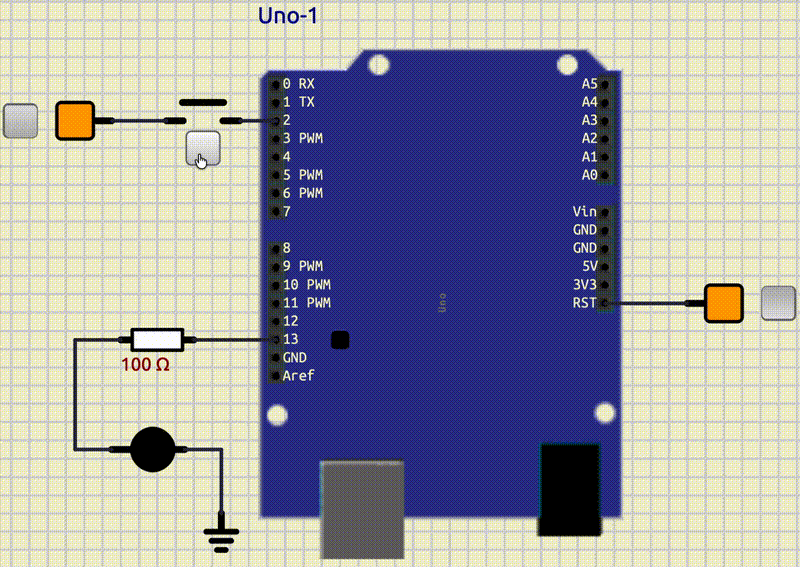 Uno-1
0 RX
1 TX
2
3 PWM
4
5 PWM
6 PWM
7
8
9 PWM
10 PWM
11 PWM
12
13
GND
Aref
A5
A4
A3
A2
A1
A0
Vin
GND
GND
5V
3V3
RST
Uno
100 Ω